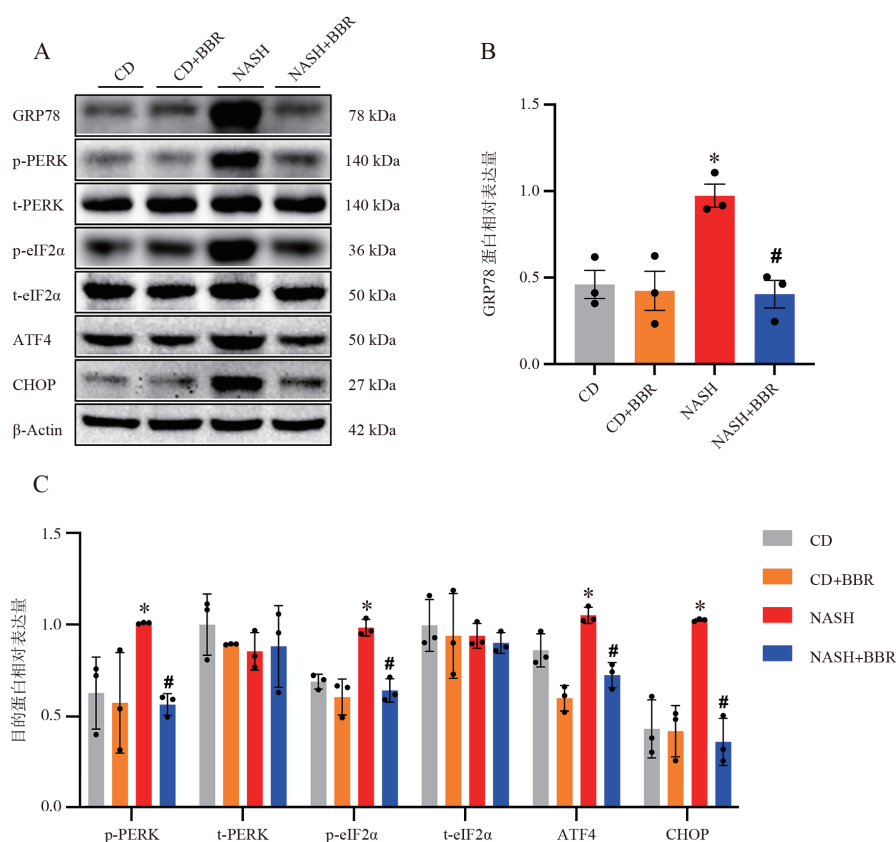 A
CD
CD+BBR
NASH
NASH+BBR
GRP78
78 kDa
p-PERK
140 kDa
t-PERK
140 kDa
p-eIF2α
36 kDa
t-eIF2α
50 kDa
ATF4
50 kDa
CHOP
27 kDa
β-Actin
42 kDa
B
GRP78 蛋白相对表达量
1.5
1.0
0.5
0.0
*
#
CD
CD+BBR
NASH
NASH+BBR
C
目的蛋白相对表达量
1.5
1.0
0.5
0.0
*
#
*
#
*
#
*
#
p-PERK
t-PERK
p-eIF2α
t-eIF2α
ATF4
CHOP
CD
CD+BBR
NASH
NASH+BBR